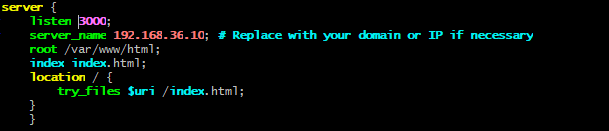 server {
    listen 3000;
    server_name 192.168.36.10; # Replace with your domain or IP if necessary
    root /var/www/html;
    index index.html;
    location / {
        try_files $uri /index.html;
    }
    }